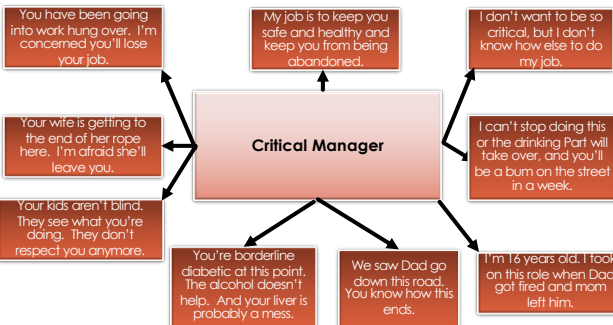 You have been going
into work hung over. I'm
concerned you'll lose
your job.
My job is to keep you
safe and healthy and
keep you from being
abandoned.
I don't want to be so
critical, but I don't
know how else to do
my job.
Your wife is getting to
the end of her rope
here. I'm afraid she'll
leave you.
Critical Manager
I can't stop doing this
or the drinking Part will
take over, and you'll
be a bum on the street
in a week.
Your kids aren't blind.
They see what you're
doing. They don't
respect you anymore.
You're borderline
diabetic at this point.
The alcohol doesn't
help. And your liver is
probably a mess.
We saw Dad go
down this road.
You know how this
ends.
I'm 16 years old. I took
on this role when Dad
got fired and mom
left him.